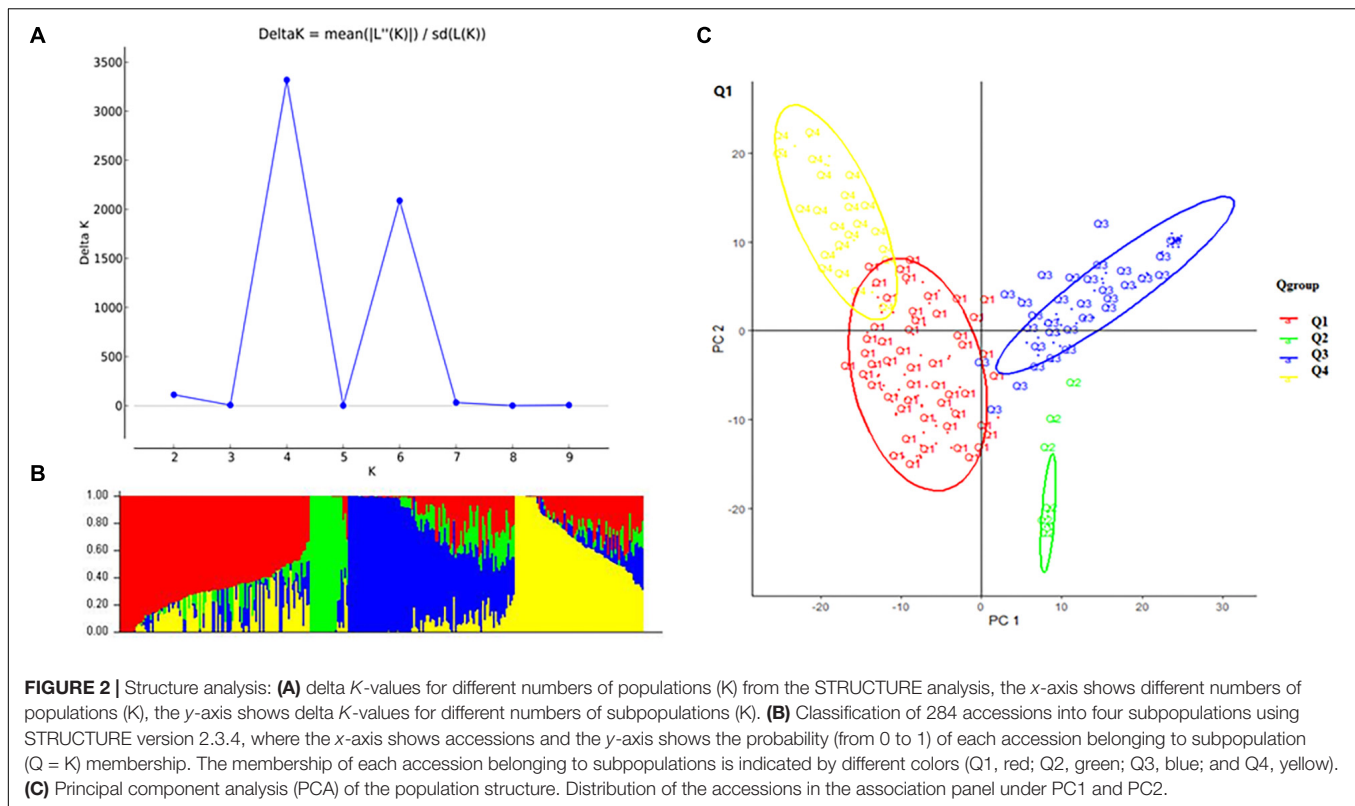 A
DeltaK = mean(|L''(K)|) / sd(L(K))
3500
3000
2500
2000
1500
1000
500
0
Delta K
2 3 4 5 6 7 8 9
K
B
1.00
0.80
0.60
0.40
0.20
0.00
C
Q1
20
10
0
-10
-20
PC 2
-20 -10 0 10 20 30
PC 1
Qgroup
Q1
Q2
Q3
Q4
FIGURE 2 | Structure analysis: (A) delta K-values for different numbers of populations (K) from the STRUCTURE analysis, the x-axis shows different numbers of
populations (K), the y-axis shows delta K-values for different numbers of subpopulations (K). (B) Classification of 284 accessions into four subpopulations using
STRUCTURE version 2.3.4, where the x-axis shows accessions and the y-axis shows the probability (from 0 to 1) of each accession belonging to subpopulation
(Q = K) membership. The membership of each accession belonging to subpopulations is indicated by different colors (Q1, red; Q2, green; Q3, blue; and Q4, yellow).
(C) Principal component analysis (PCA) of the population structure. Distribution of the accessions in the association panel under PC1 and PC2.